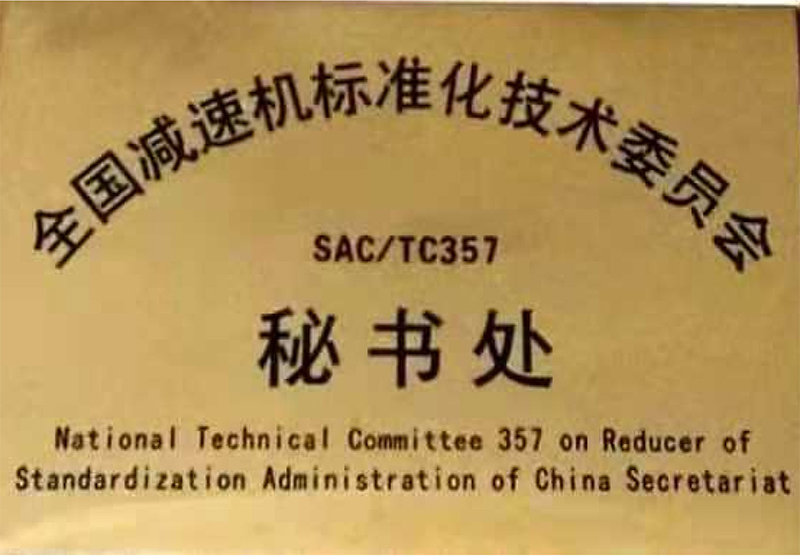 全国减速机标准化技术委员会
SAC/TC357
秘书处
National Technical Committee 357 on Reducer of
Standardization Administration of China Secretariat